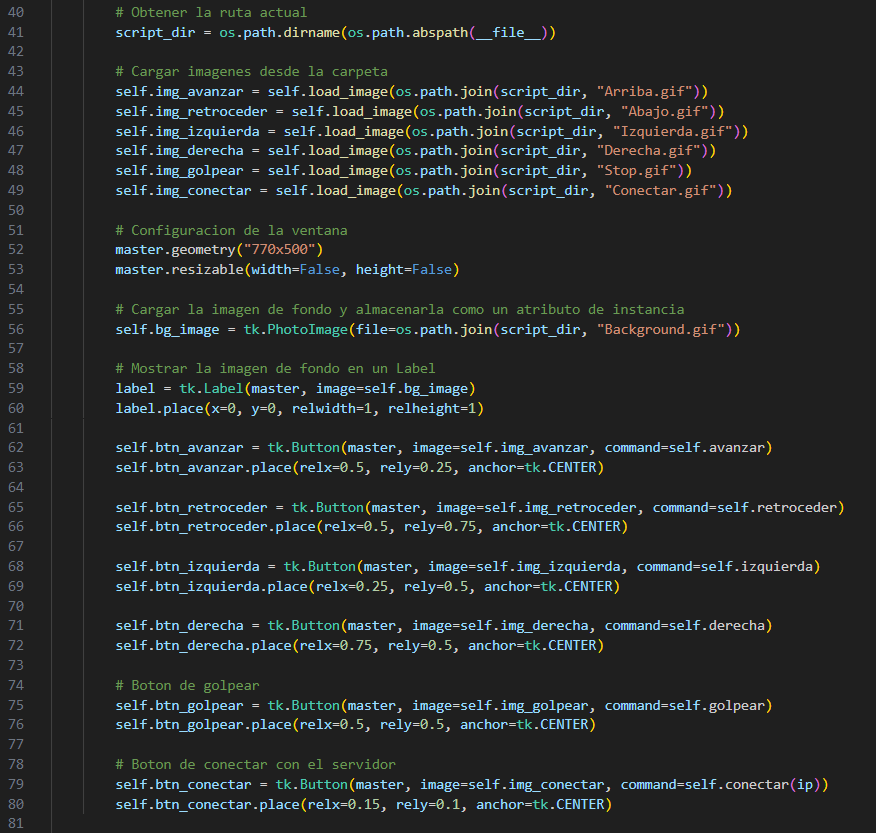 40 # Obtener la ruta actual
41 script_dir = os.path.dirname(os.path.abspath(__file__))
42
43 # Cargar imagenes desde la carpeta
44 self.img_avanzar = self.load_image(os.path.join(script_dir, "Arriba.gif"))
45 self.img_retroceder = self.load_image(os.path.join(script_dir, "Abajo.gif"))
46 self.img_izquierda = self.load_image(os.path.join(script_dir, "Izquierda.gif"))
47 self.img_derecha = self.load_image(os.path.join(script_dir, "Derecha.gif"))
48 self.img_golpear = self.load_image(os.path.join(script_dir, "Stop.gif"))
49 self.img_conectar = self.load_image(os.path.join(script_dir, "Conectar.gif"))
50
51 # Configuracion de la ventana
52 master.geometry("770x500")
53 master.resizable(width=False, height=False)
54
55 # Cargar la imagen de fondo y almacenarla como un atributo de instancia
56 self.bg_image = tk.PhotoImage(file=os.path.join(script_dir, "Background.gif"))
57
58 # Mostrar la imagen de fondo en un Label
59 label = tk.Label(master, image=self.bg_image)
60 label.place(x=0, y=0, relwidth=1, relheight=1)
61
62 self.btn_avanzar = tk.Button(master, image=self.img_avanzar, command=self.avanzar)
63 self.btn_avanzar.place(relx=0.5, rely=0.25, anchor=tk.CENTER)
64
65 self.btn_retroceder = tk.Button(master, image=self.img_retroceder, command=self.retroceder)
66 self.btn_retroceder.place(relx=0.5, rely=0.75, anchor=tk.CENTER)
67
68 self.btn_izquierda = tk.Button(master, image=self.img_izquierda, command=self.izquierda)
69 self.btn_izquierda.place(relx=0.25, rely=0.5, anchor=tk.CENTER)
70
71 self.btn_derecha = tk.Button(master, image=self.img_derecha, command=self.derecha)
72 self.btn_derecha.place(relx=0.75, rely=0.5, anchor=tk.CENTER)
73
74 # Boton de golpear
75 self.btn_golpear = tk.Button(master, image=self.img_golpear, command=self.golpear)
76 self.btn_golpear.place(relx=0.5, rely=0.5, anchor=tk.CENTER)
77
78 # Boton de conectar con el servidor
79 self.btn_conectar = tk.Button(master, image=self.img_conectar, command=self.conectar(ip))
80 self.btn_conectar.place(relx=0.15, rely=0.1, anchor=tk.CENTER)
81